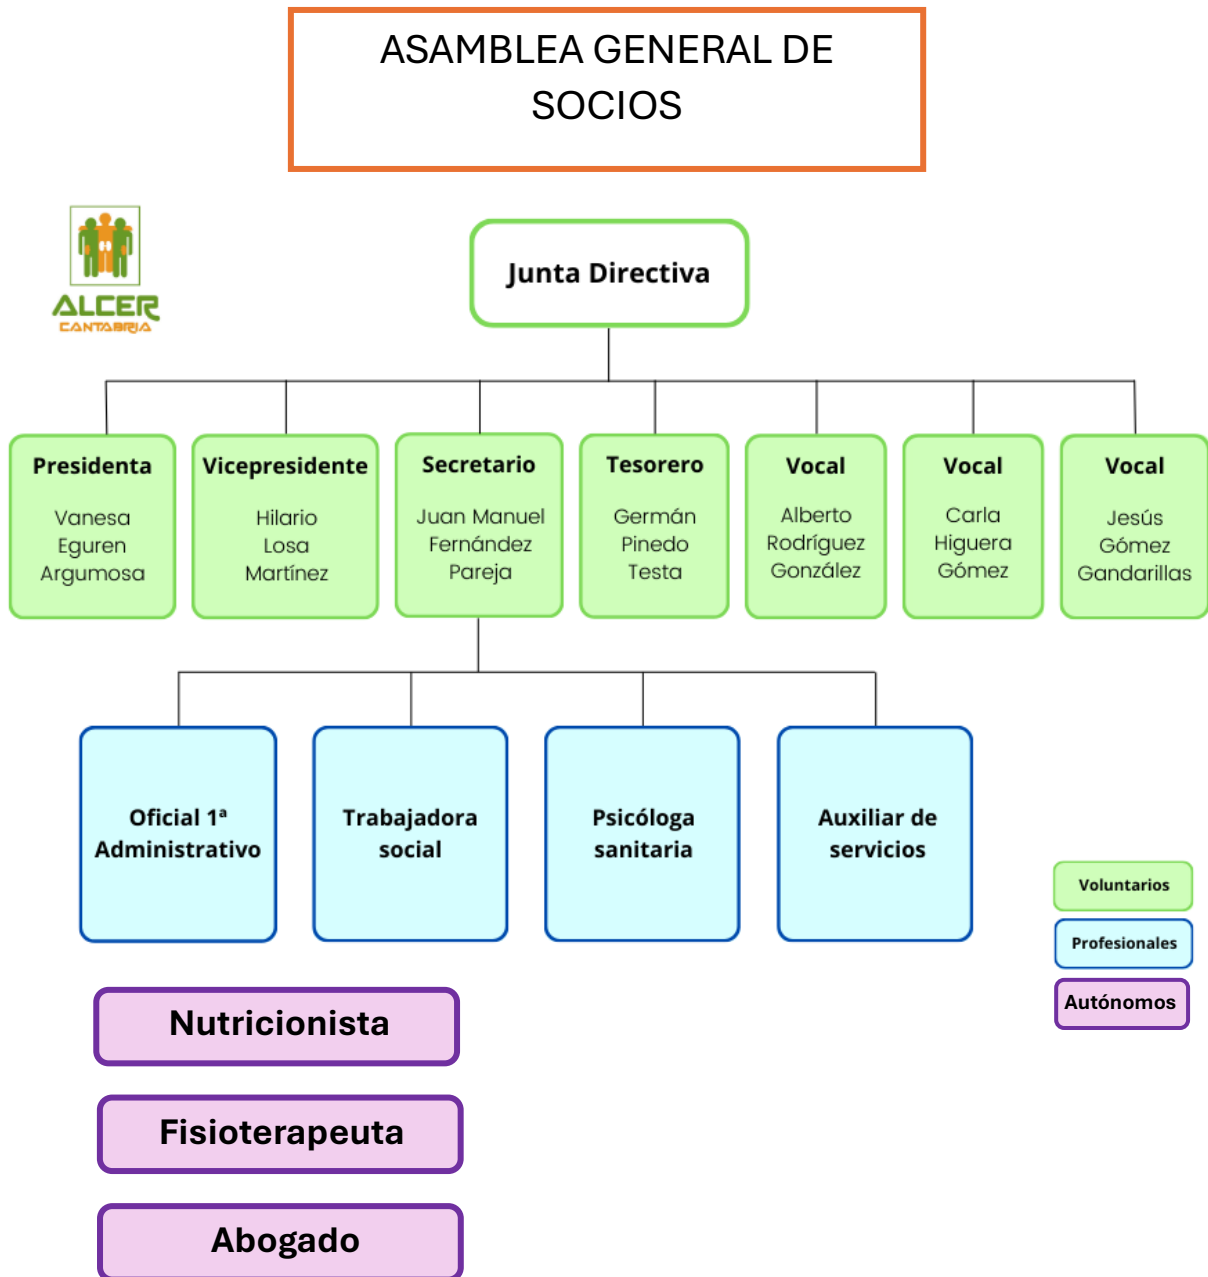 ASAMBLEA GENERAL DE
SOCIOS
ALCER
CANTABRIA
Junta Directiva
Presidenta
Vanesa
Eguren
Argumosa
Vicepresidente
Hilario
Losa
Martínez
Secretario
Juan Manuel
Fernández
Pareja
Tesorero
Germán
Pinedo
Testa
Vocal
Alberto
Rodríguez
González
Vocal
Carla
Higuera
Gómez
Vocal
Jesús
Gómez
Gandarillas
Oficial 1ª
Administrativo
Trabajadora
social
Psicóloga
sanitaria
Auxiliar de
servicios
Voluntarios
Profesionales
Autónomos
Nutricionista
Fisioterapeuta
Abogado